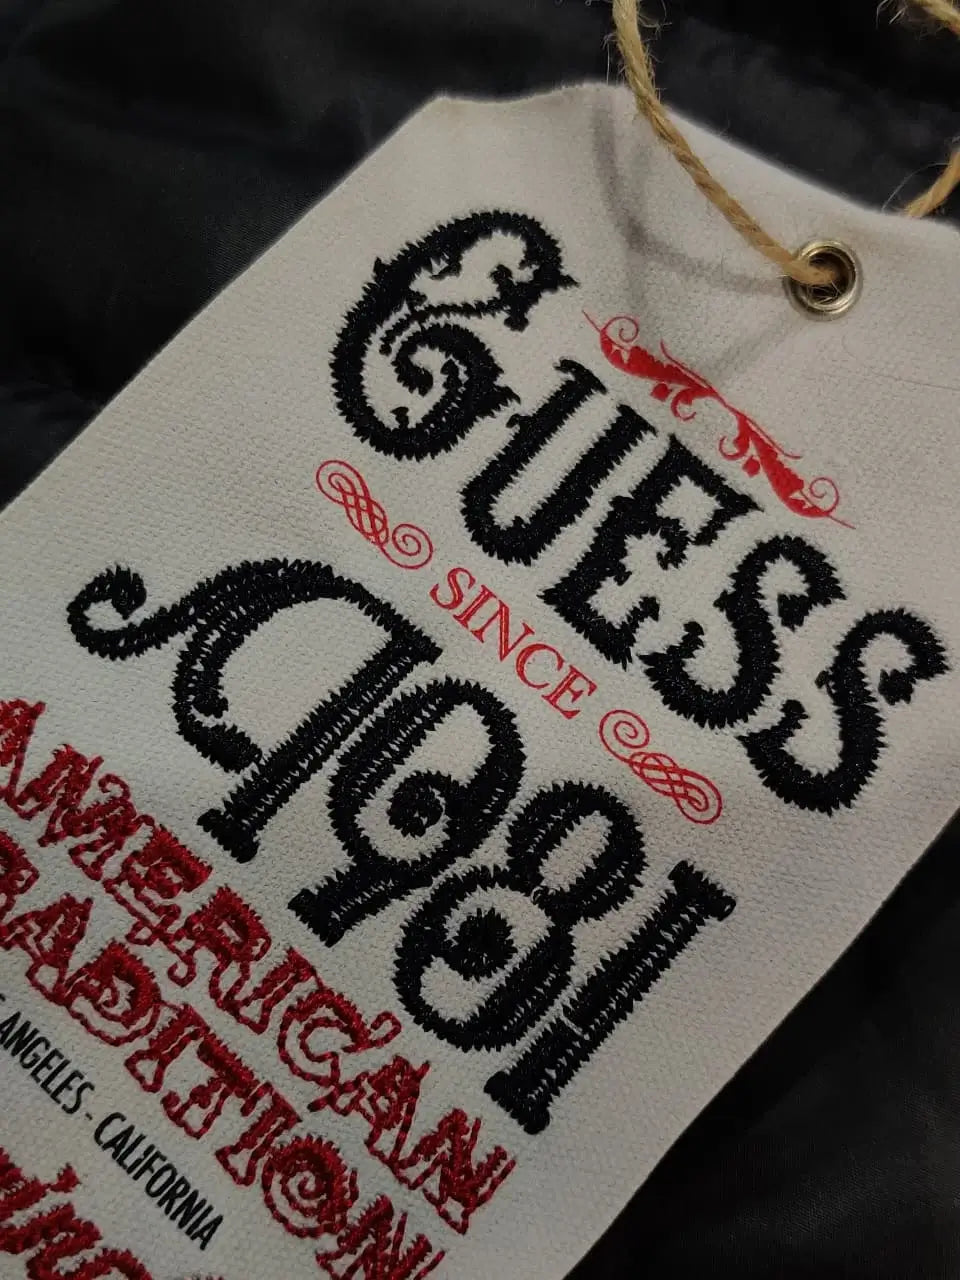 GUESS
SINCE
1981
AMERICAN
TRADITION
ANGELES - CALIFORNIA